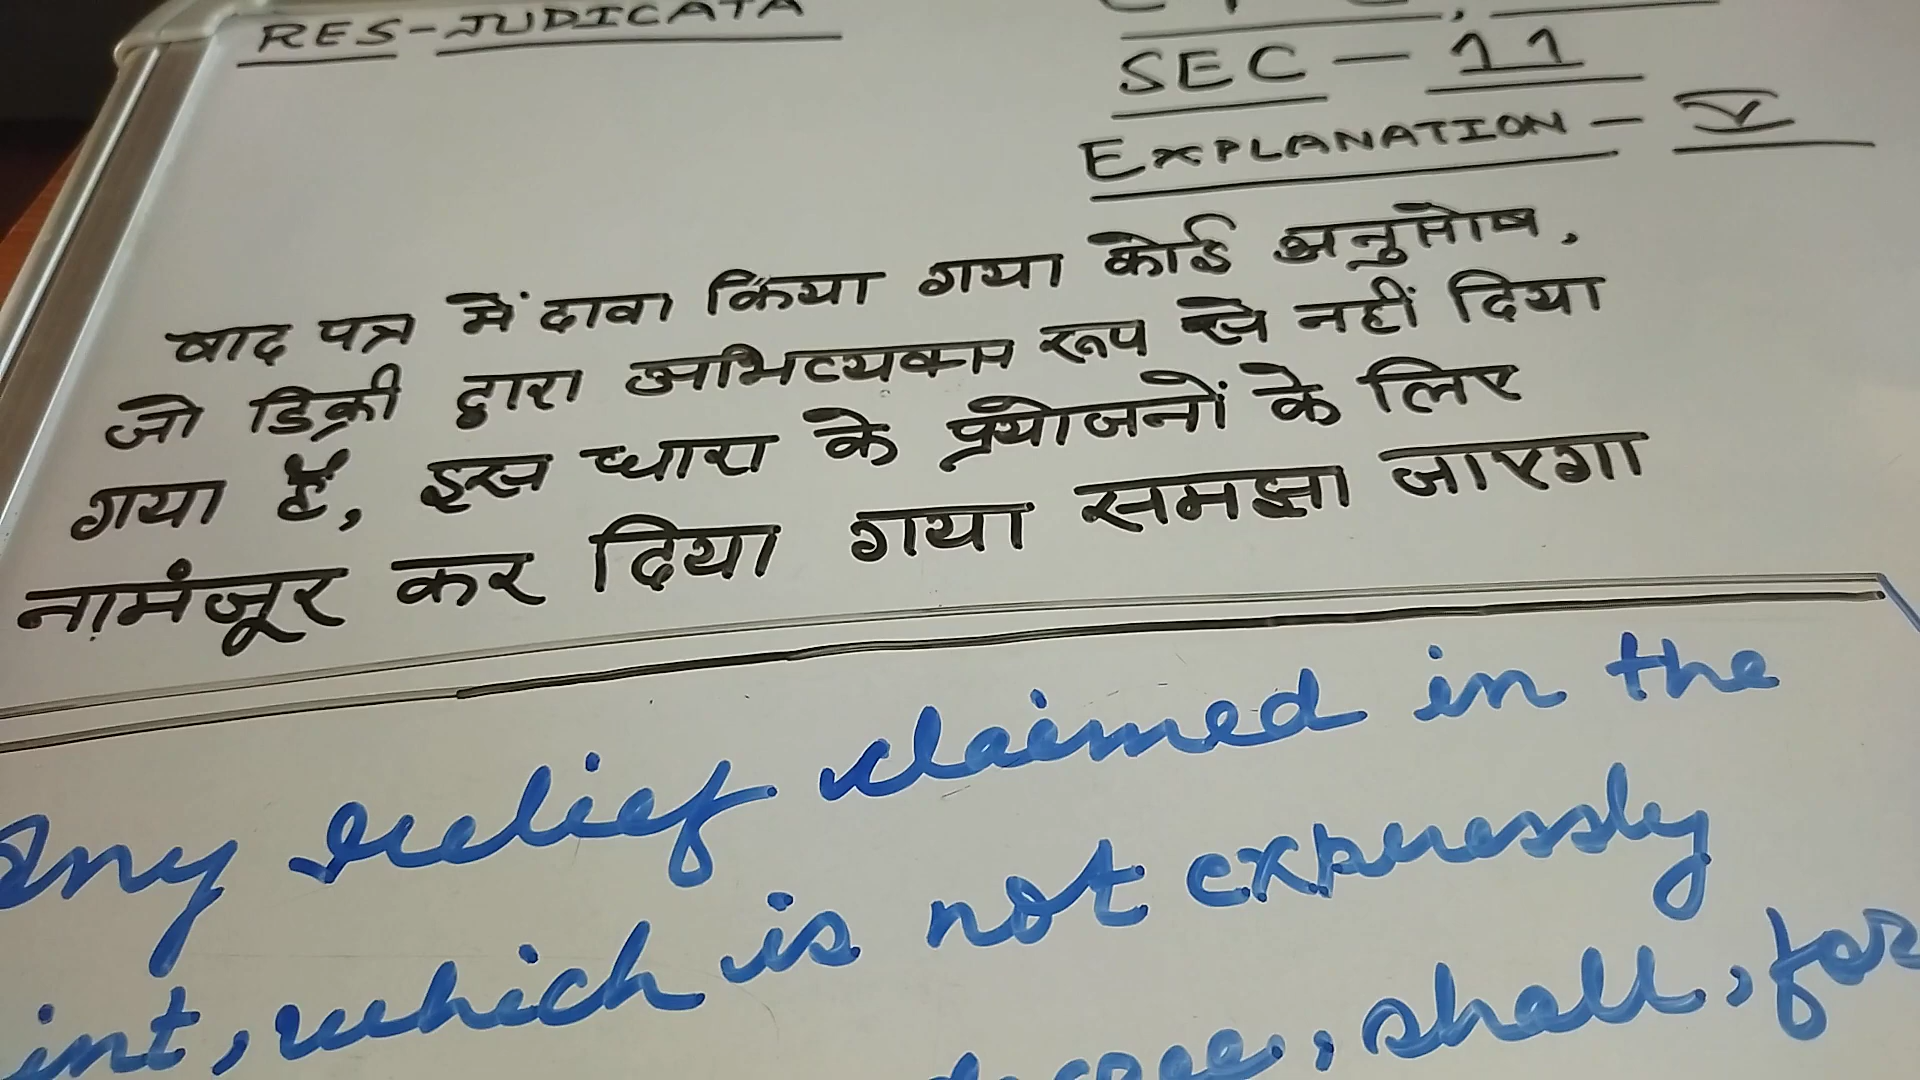 RES-JUDICATA
SEC - 11
EXPLANATION - V
वाद पत्र में दावा किया गया कोई अनुतोष,
जो डिक्री द्वारा अभिव्यक्त रूप से नहीं दिया
गया है, इस धारा के प्रयोजनों के लिए
नामंजूर कर दिया गया समझा जाएगा
Any relief claimed in the
int, which is not expressly
decree, shall, for